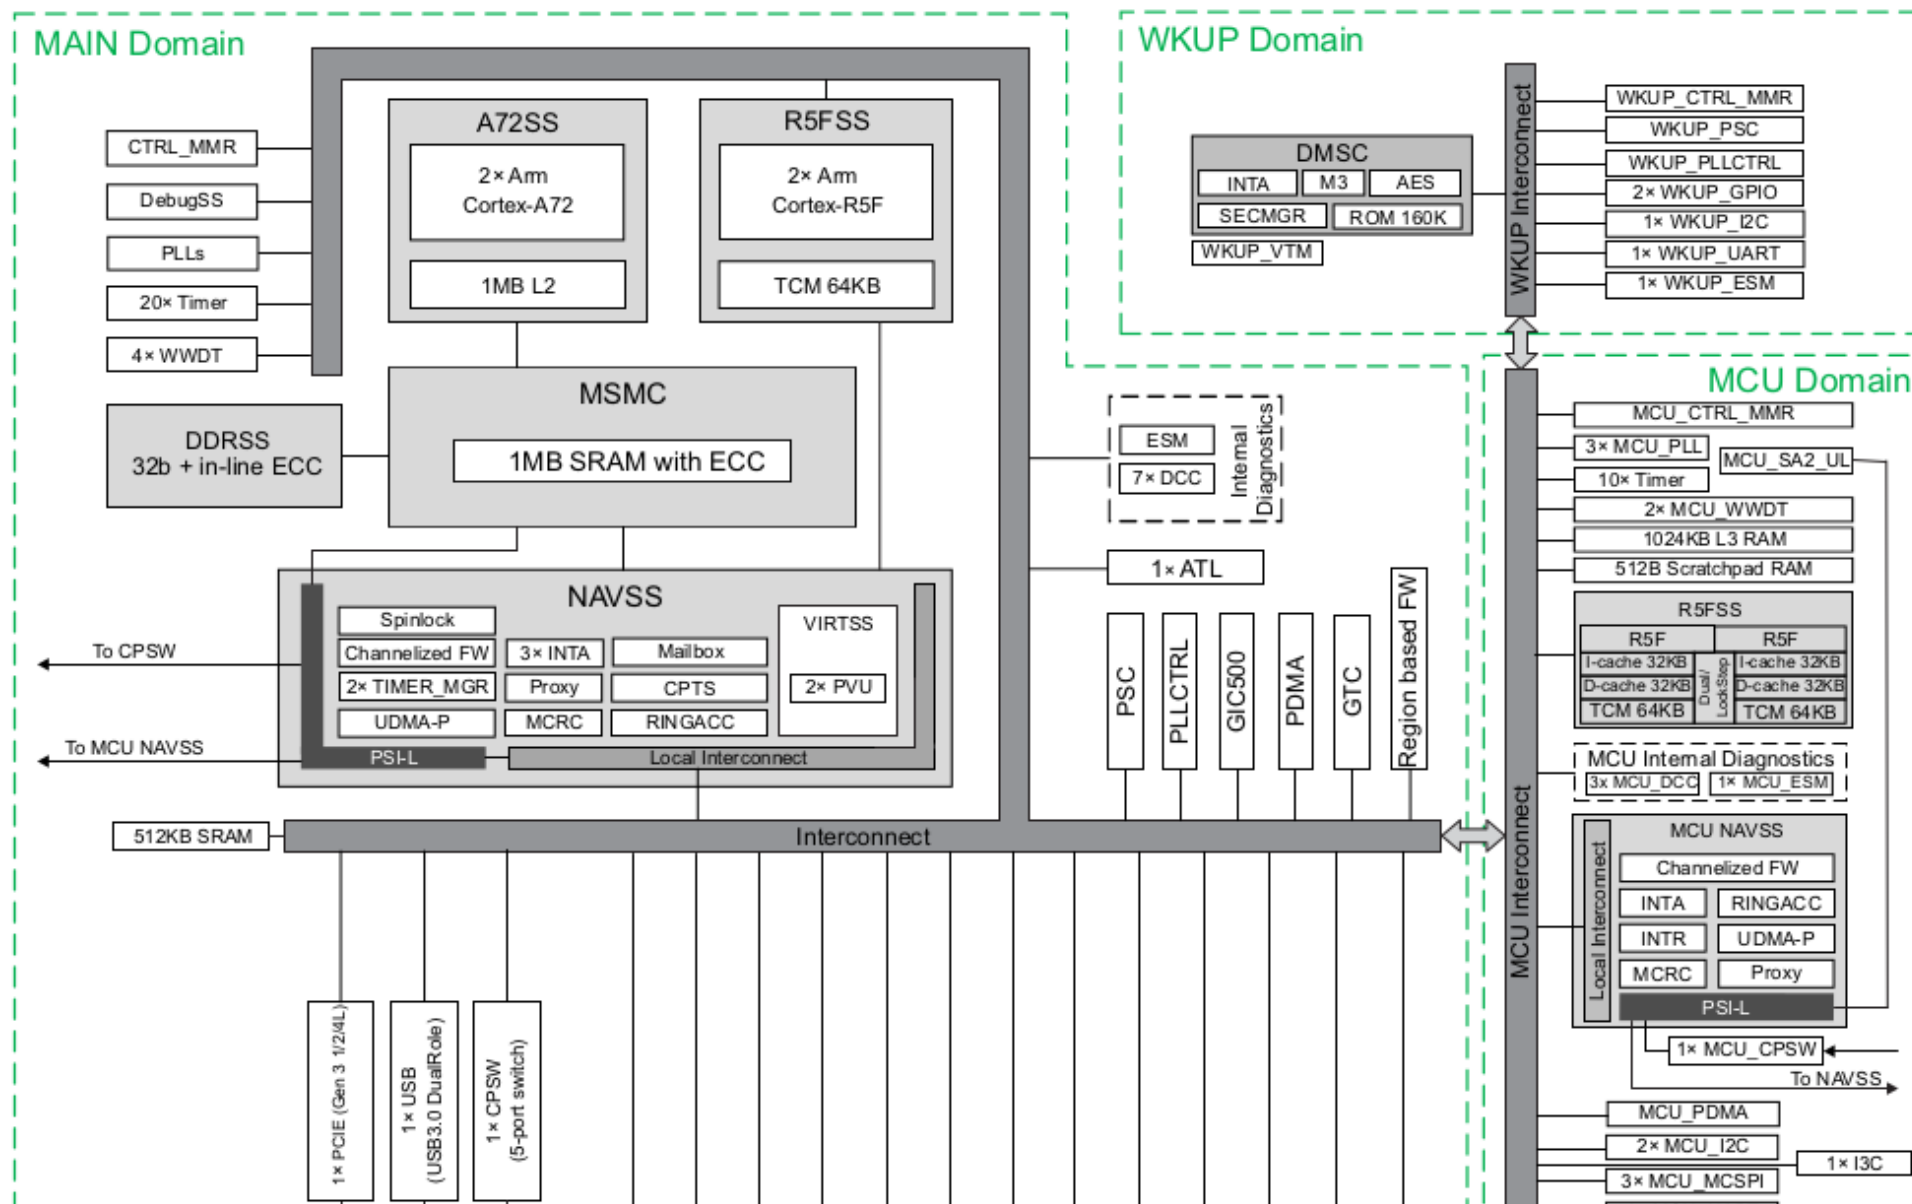 MAIN Domain
CTRL_MMR
DebugSS
PLLs
20× Timer
4× WWDT
A72SS
2× Arm
Cortex-A72
1MB L2
R5FSS
2× Arm
Cortex-R5F
TCM 64KB
DDRSS
32b + in-line ECC
MSMC
1MB SRAM with ECC
NAVSS
Spinlock
Channelized FW
2× TIMER_MGR
UDMA-P
3× INTA
Proxy
MCRC
Mailbox
CPTS
RINGACC
VIRTSS
2× PVU
PSI-L
Local Interconnect
To CPSW
To MCU NAVSS
ESM
7× DCC
Internal
Diagnostics
1× ATL
PSC
PLLCTRL
GIC500
PDMA
GTC
Region based FW
512KB SRAM
Interconnect
1× PCIE (Gen 3 1/2/4L)
1× USB
(USB3.0 DualRole)
1× CPSW
(5-port switch)
WKUP Domain
DMSC
INTA
M3
AES
SECMGR
ROM 160K
WKUP_VTM
WKUP Interconnect
WKUP_CTRL_MMR
WKUP_PSC
WKUP_PLLCTRL
2× WKUP_GPIO
1× WKUP_I2C
1× WKUP_UART
1× WKUP_ESM
MCU Domain
MCU Interconnect
MCU_CTRL_MMR
3× MCU_PLL
MCU_SA2_UL
10× Timer
2× MCU_WWDT
1024KB L3 RAM
512B Scratchpad RAM
R5FSS
R5F
I-cache 32KB
D-cache 32KB
TCM 64KB
Dual/
LockStep
R5F
I-cache 32KB
D-cache 32KB
TCM 64KB
MCU Internal Diagnostics
3x MCU_DCC
1× MCU_ESM
MCU NAVSS
Local Interconnect
Channelized FW
INTA
RINGACC
INTR
UDMA-P
MCRC
Proxy
PSI-L
1× MCU_CPSW
To NAVSS
MCU_PDMA
2× MCU_I2C
1× I3C
3× MCU_MCSPI